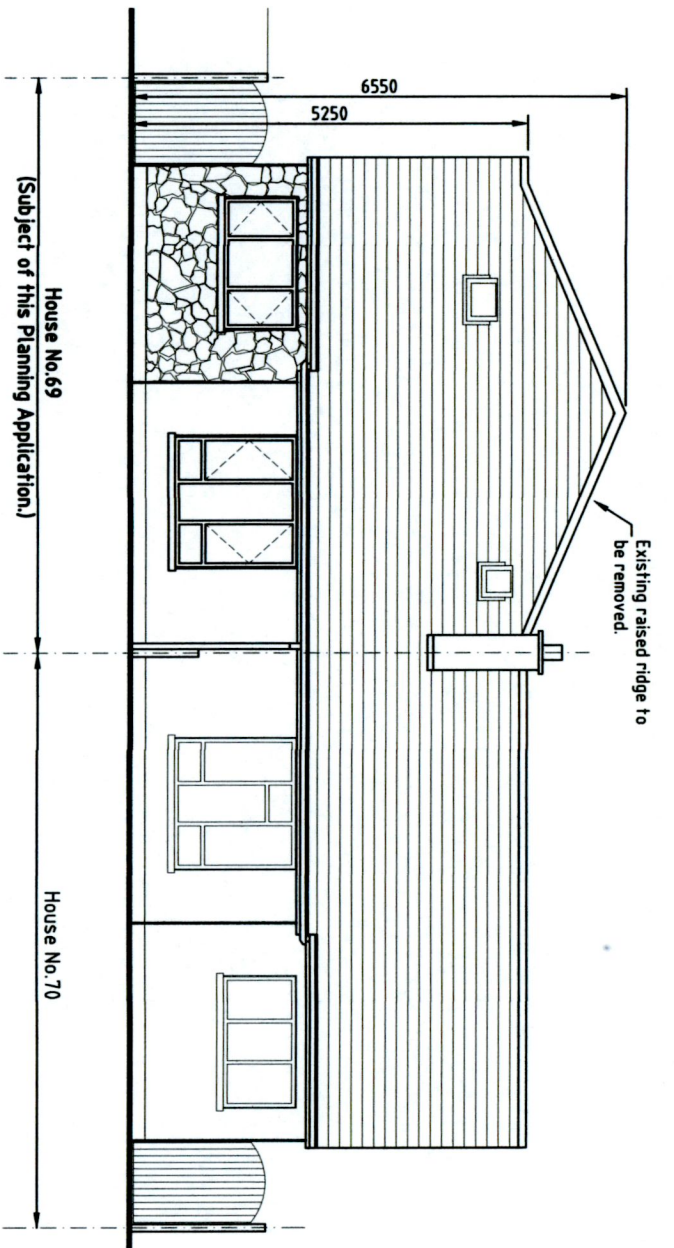 6550
5250
Existing raised ridge to
be removed.
House No.69
(Subject of this Planning Application.)
House No.70